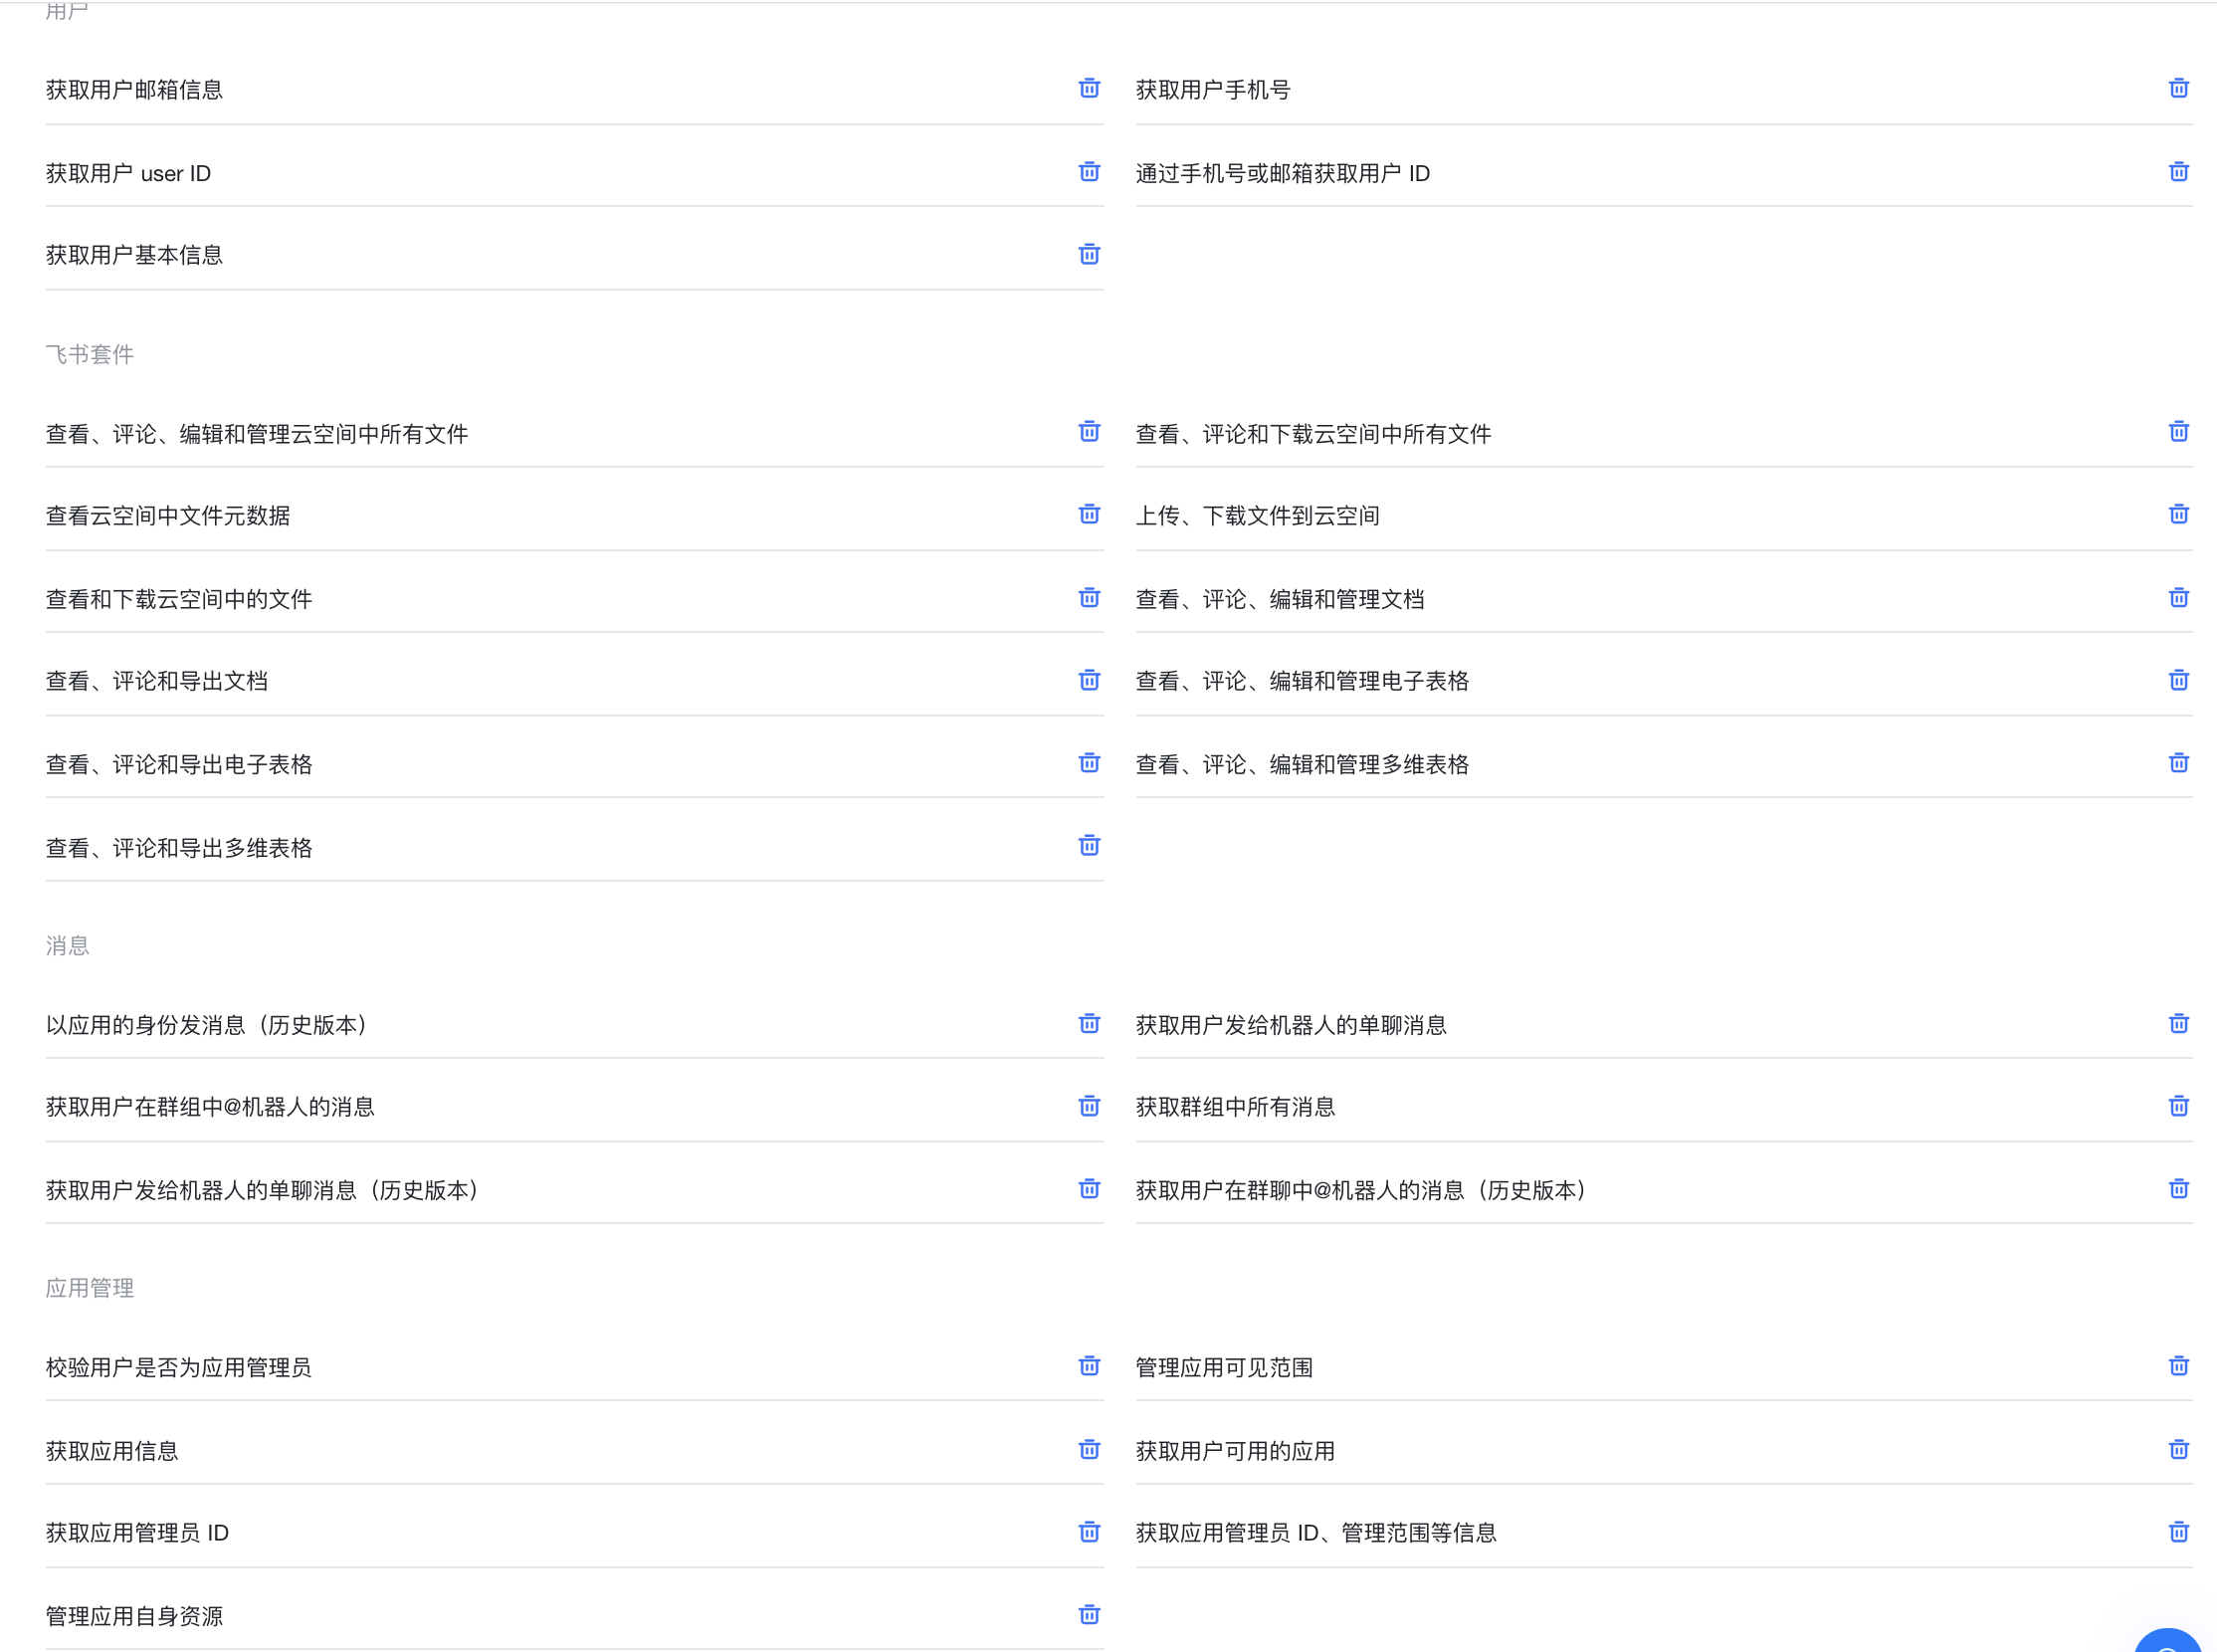 用户
获取用户邮箱信息
获取用户手机号
获取用户 user ID
通过手机号或邮箱获取用户 ID
获取用户基本信息
飞书套件
查看、评论、编辑和管理云空间中所有文件
查看、评论和下载云空间中所有文件
查看云空间中文件元数据
上传、下载文件到云空间
查看和下载云空间中的文件
查看、评论、编辑和管理文档
查看、评论和导出文档
查看、评论、编辑和管理电子表格
查看、评论和导出电子表格
查看、评论、编辑和管理多维表格
查看、评论和导出多维表格
消息
以应用的身份发消息（历史版本）
获取用户发给机器人的单聊消息
获取用户在群组中@机器人的消息
获取群组中所有消息
获取用户发给机器人的单聊消息（历史版本）
获取用户在群聊中@机器人的消息（历史版本）
应用管理
校验用户是否为应用管理员
管理应用可见范围
获取应用信息
获取用户可用的应用
获取应用管理员 ID
获取应用管理员 ID、管理范围等信息
管理应用自身资源